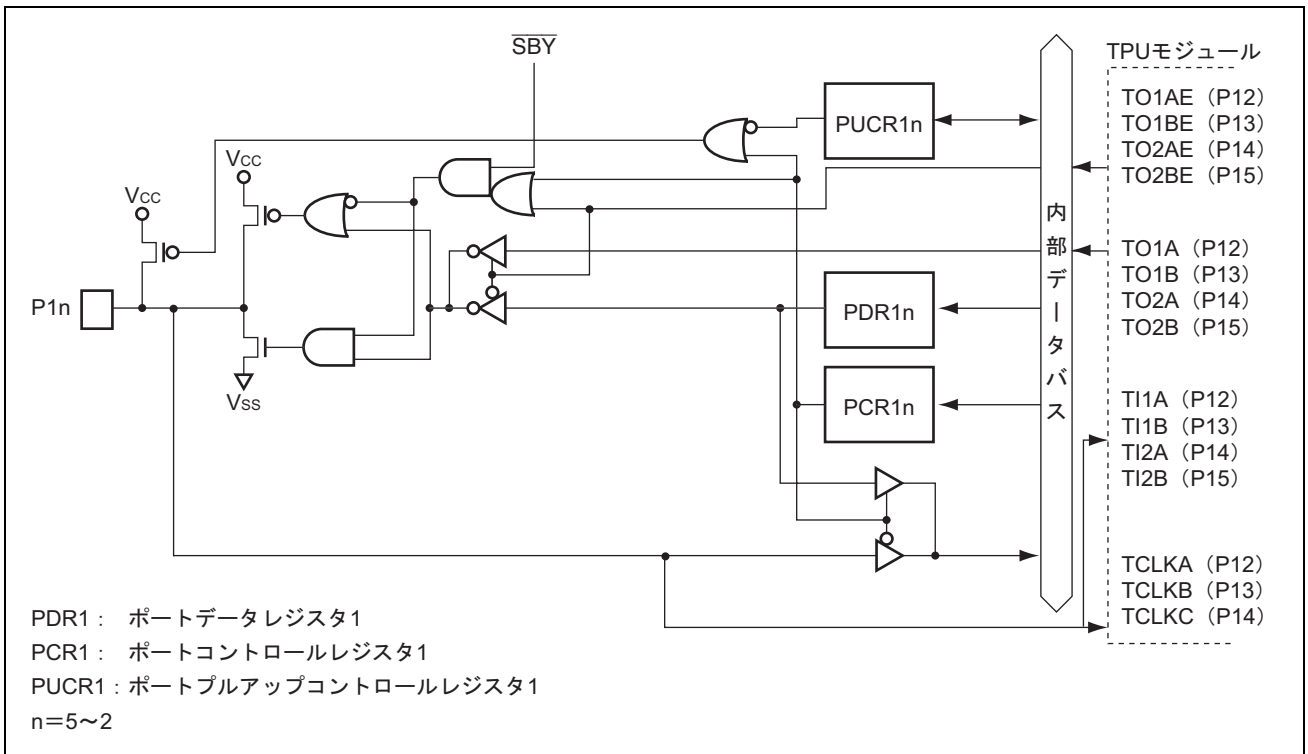 SBY
TPUモジュール
TO1AE（P12）
TO1BE（P13）
TO2AE（P14）
TO2BE（P15）
PUCR1n
VCC
VCC
内部データバス
TO1A（P12）
TO1B（P13）
TO2A（P14）
TO2B（P15）
P1n
PDR1n
VSS
PCR1n
TI1A（P12）
TI1B（P13）
TI2A（P14）
TI2B（P15）
TCLKA（P12）
TCLKB（P13）
TCLKC（P14）
PDR1： ポートデータレジスタ1
PCR1： ポートコントロールレジスタ1
PUCR1：ポートプルアップコントロールレジスタ1
n＝5～2